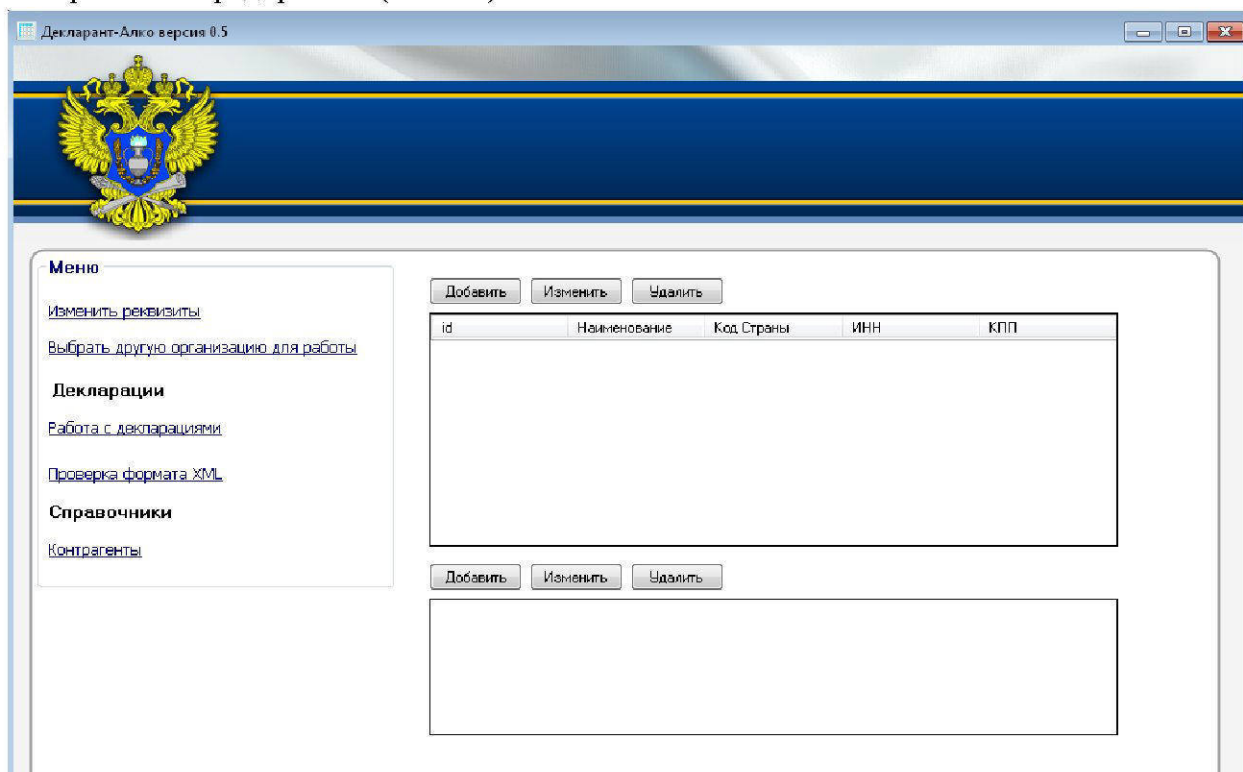 Декларант-Алко версия 0.5
Меню
Изменить реквизиты
Выбрать другую организацию для работы
Декларации
Работа с декларациями
Проверка формата XML
Справочники
Контрагенты
Добавить Изменить Удалить
id Наименование Код Страны ИНН КПП
Добавить Изменить Удалить